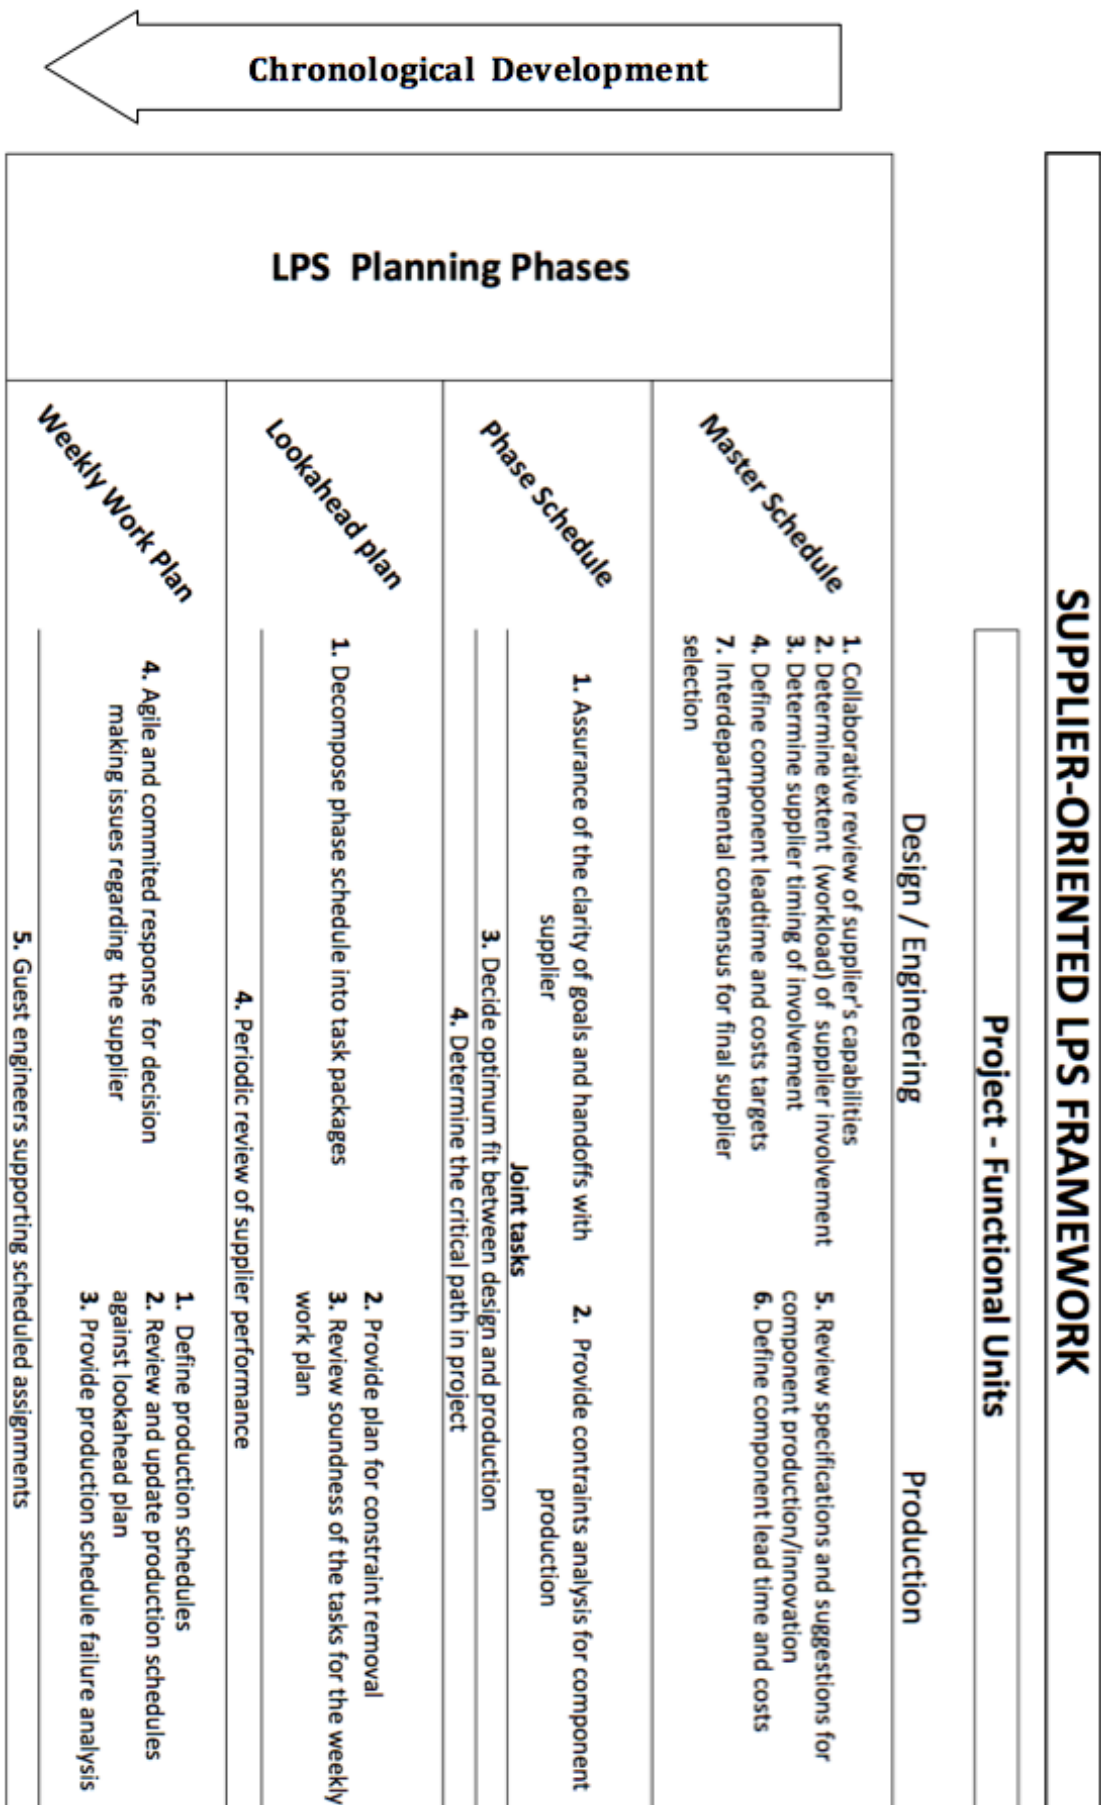 SUPPLIER-ORIENTED LPS FRAMEWORK
Project - Functional Units
Design / Engineering
Production
Chronological Development
LPS Planning Phases
Master Schedule
1. Collaborative review of supplier's capabilities
2. Determine extent (workload) of supplier involvement
3. Determine supplier timing of involvement
4. Define component leadtime and costs targets
7. Interdepartmental consensus for final supplier
selection
5. Review specifications and suggestions for
component production/innovation
6. Define component lead time and costs
Phase Schedule
1. Assurance of the clarity of goals and handoffs with
supplier
2. Provide contraints analysis for component
production
Joint tasks
3. Decide optimum fit between design and production
4. Determine the critical path in project
Lookahead plan
1. Decompose phase schedule into task packages
2. Provide plan for constraint removal
3. Review soundness of the tasks for the weekly
work plan
4. Periodic review of supplier performance
Weekly Work Plan
4. Agile and commited response for decision
making issues regarding the supplier
1. Define production schedules
2. Review and update production schedules
against lookahead plan
3. Provide production schedule failure analysis
5. Guest engineers supporting scheduled assignments